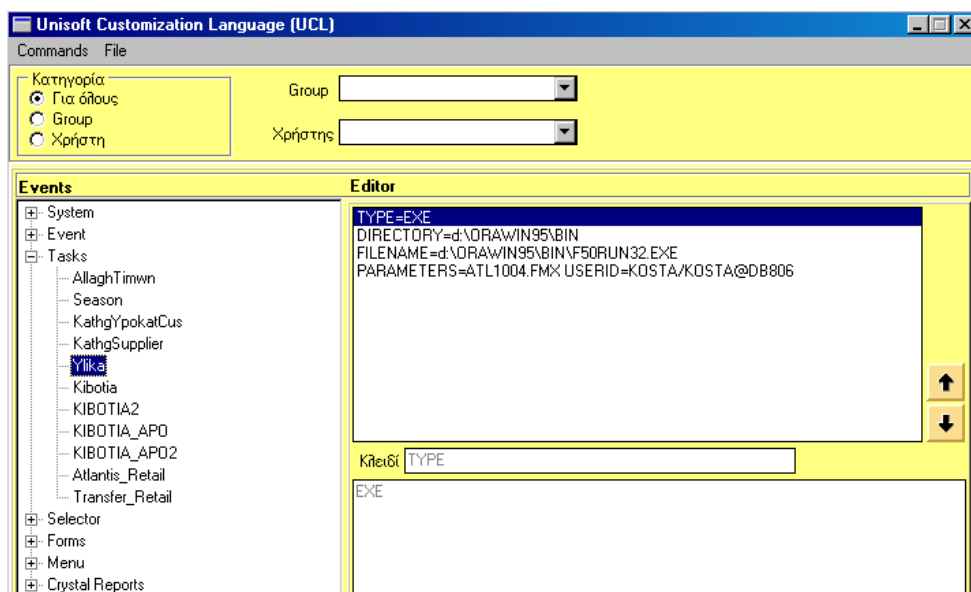 Unisoft Customization Language (UCL)
Commands File
Κατηγορία
Για όλους
Group
Χρήστη
Group
Χρήστης
Events
Editor
System
Event
Tasks
AllaghTimwn
Season
KathgYpokatCus
KathgSupplier
Ylika
Kibotia
KIBOTIA2
KIBOTIA_APO
KIBOTIA_APO2
Atlantis_Retail
Transfer_Retail
Selector
Forms
Menu
Crystal Reports
TYPE=EXE
DIRECTORY=d:\ORAWIN95\BIN
FILENAME=d:\ORAWIN95\BIN\F50RUN32.EXE
PARAMETERS=ATL1004.FMX USERID=KOSTA/KOSTA@DB806
Κλειδί TYPE
EXE